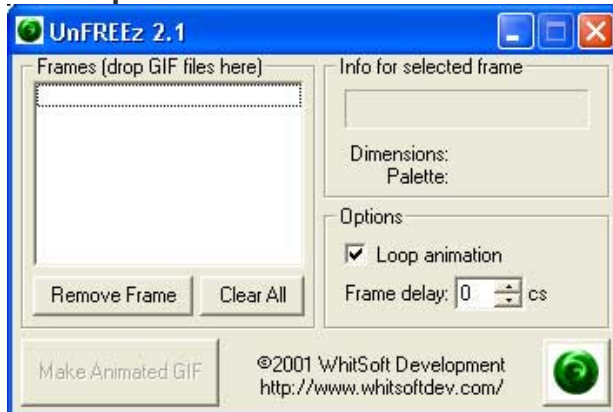 UnFREEz 2.1
Frames (drop GIF files here)
Info for selected frame
Dimensions:
Palette:
Options
Loop animation
Remove Frame
Clear All
Frame delay: 0 cs
Make Animated GIF
©2001 WhitSoft Development
http://www.whitsoftdev.com/